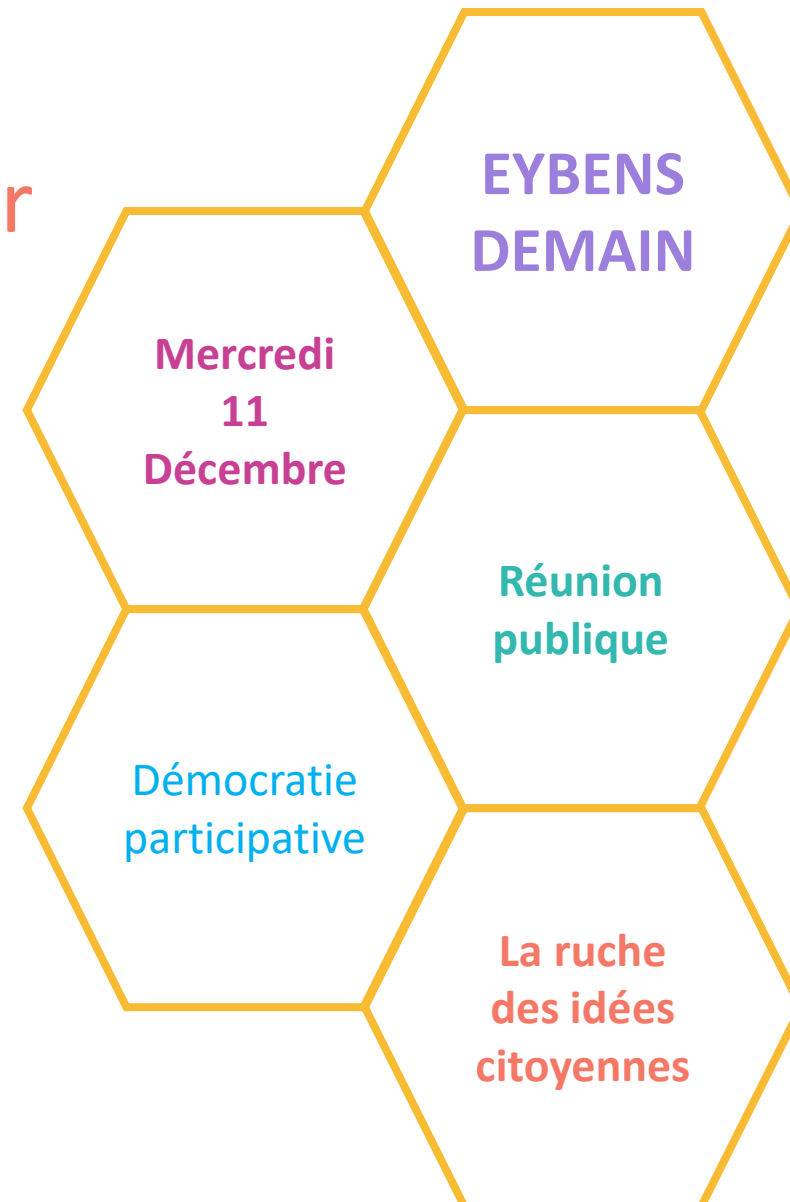 EYBENS
DEMAIN
r
Mercredi
11
Décembre
Réunion
publique
Démocratie
participative
La ruche
des idées
citoyennes